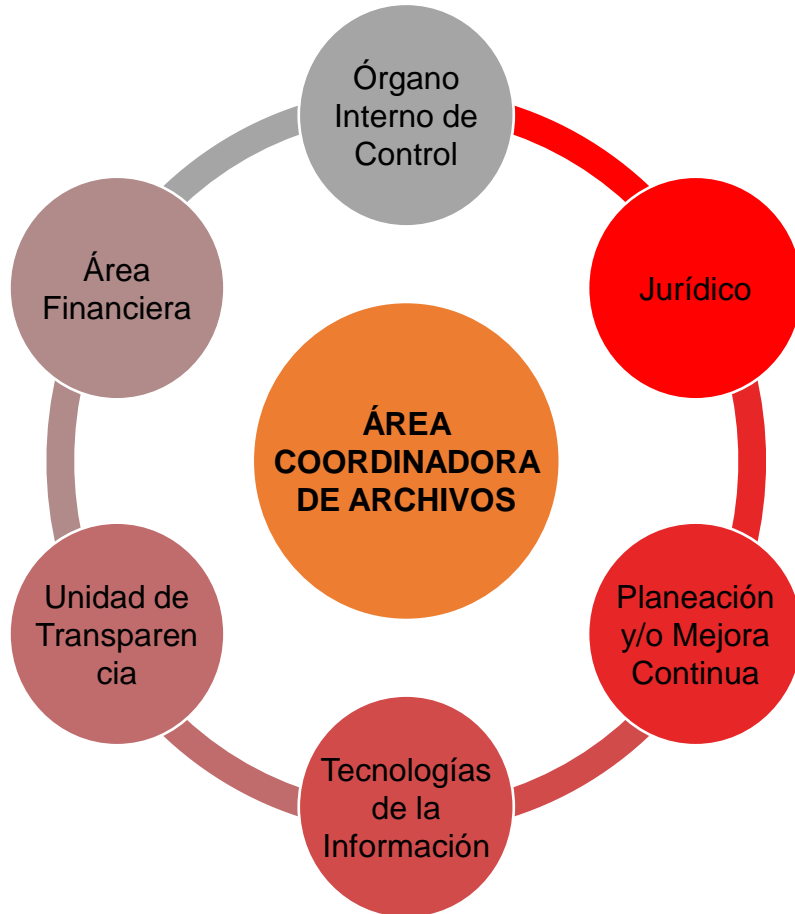 Órgano
Interno de
Control
Jurídico
Planeación
y/o Mejora
Continua
Tecnologías
de la
Información
Unidad de
Transparen
cia
Área
Financiera
ÁREA
COORDINADORA
DE ARCHIVOS